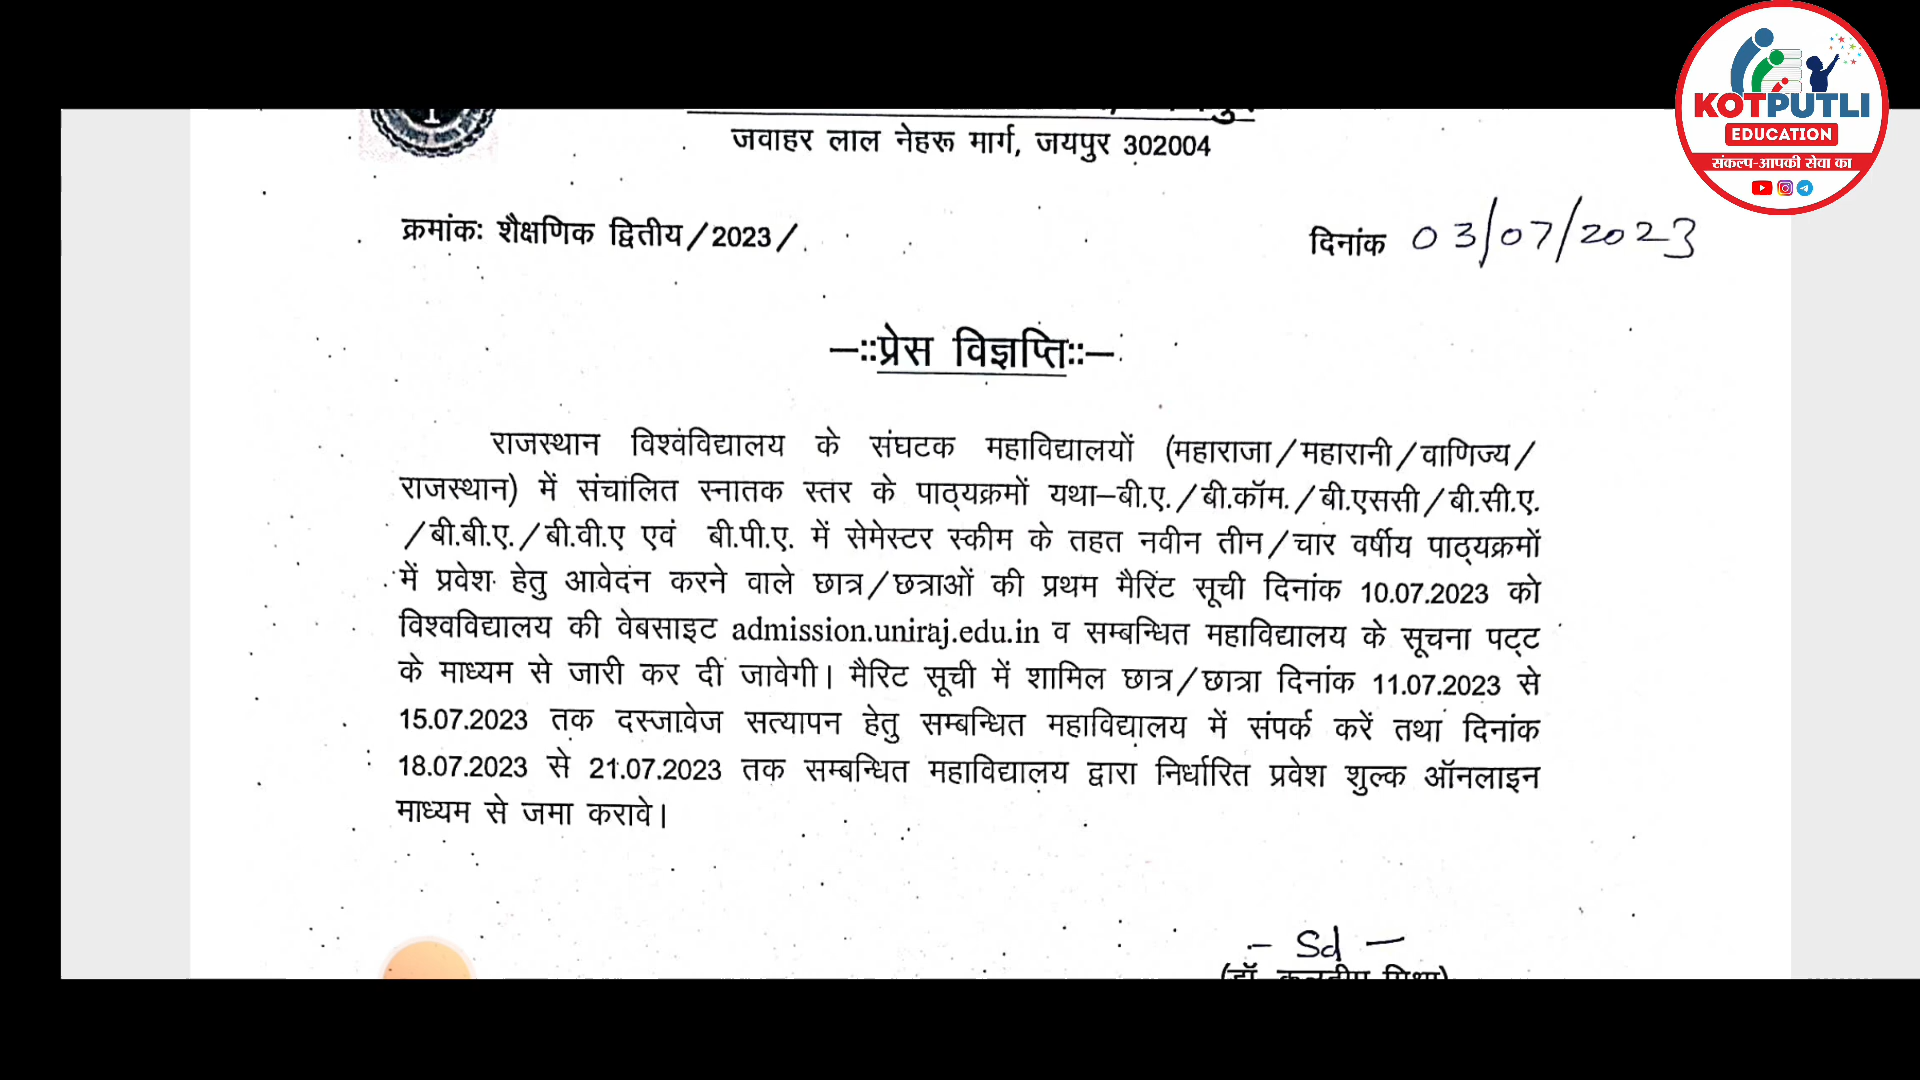 KOTPUTLI
EDUCATION
संकल्प-आपकी सेवा का
जवाहर लाल नेहरू मार्ग, जयपुर 302004
क्रमांकः शैक्षणिक द्वितीय/2023/
दिनांक 03/07/2023
—::प्रेस विज्ञप्ति::—
राजस्थान विश्वंविद्यालय के संघटक महाविद्यालयों (महाराजा/महारानी/वाणिज्य/
राजस्थान) में संचालित स्नातक स्तर के पाठ्यक्रमों यथा–बी.ए./बी.कॉम./बी.एससी/बी.सी.ए.
/बी.बी.ए./बी.वी.ए एवं बी.पी.ए. में सेमेस्टर स्कीम के तहत नवीन तीन/चार वर्षीय पाठ्यक्रमों
में प्रवेश हेतु आवेदन करने वाले छात्र/छत्राओं की प्रथम मैरिट सूची दिनांक 10.07.2023 को
विश्वविद्यालय की वेबसाइट admission.uniraj.edu.in व सम्बन्धित महाविद्यालय के सूचना पट्ट
के माध्यम से जारी कर दी जावेगी। मैरिट सूची में शामिल छात्र/छात्रा दिनांक 11.07.2023 से
15.07.2023 तक दस्जावेज सत्यापन हेतु सम्बन्धित महाविद्यालय में संपर्क करें तथा दिनांक
18.07.2023 से 21.07.2023 तक सम्बन्धित महाविद्यालय द्वारा निर्धारित प्रवेश शुल्क ऑनलाइन
माध्यम से जमा करावे।
- Sd -